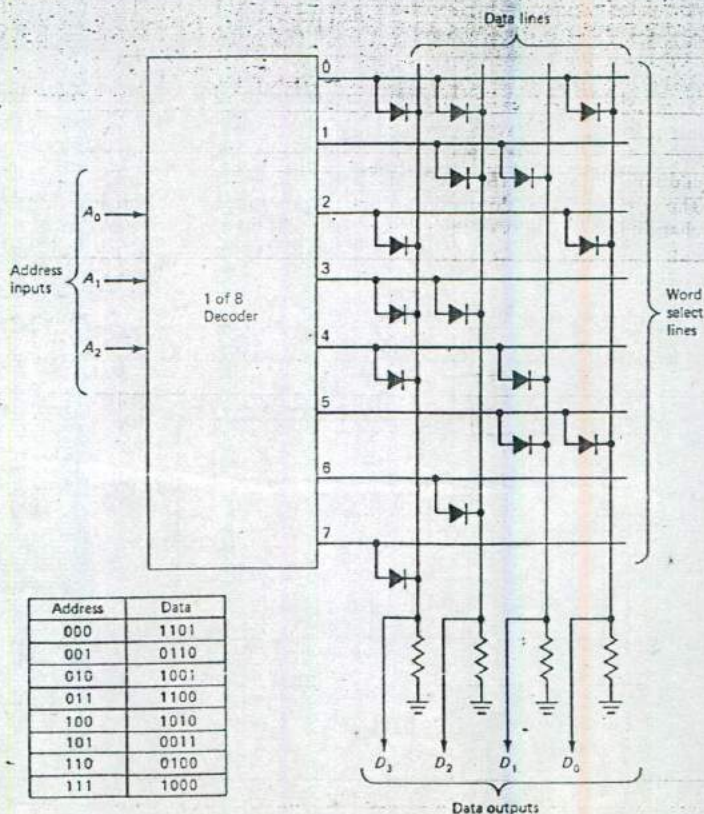 Data lines
0
1
2
3
4
5
6
7
A0
A1
A2
Address
inputs
1 of 8
Decoder
Word
select
lines
Address Data
000 1101
001 0110
010 1001
011 1100
100 1010
101 0011
110 0100
111 1000
D3 D2 D1 D0
Data outputs